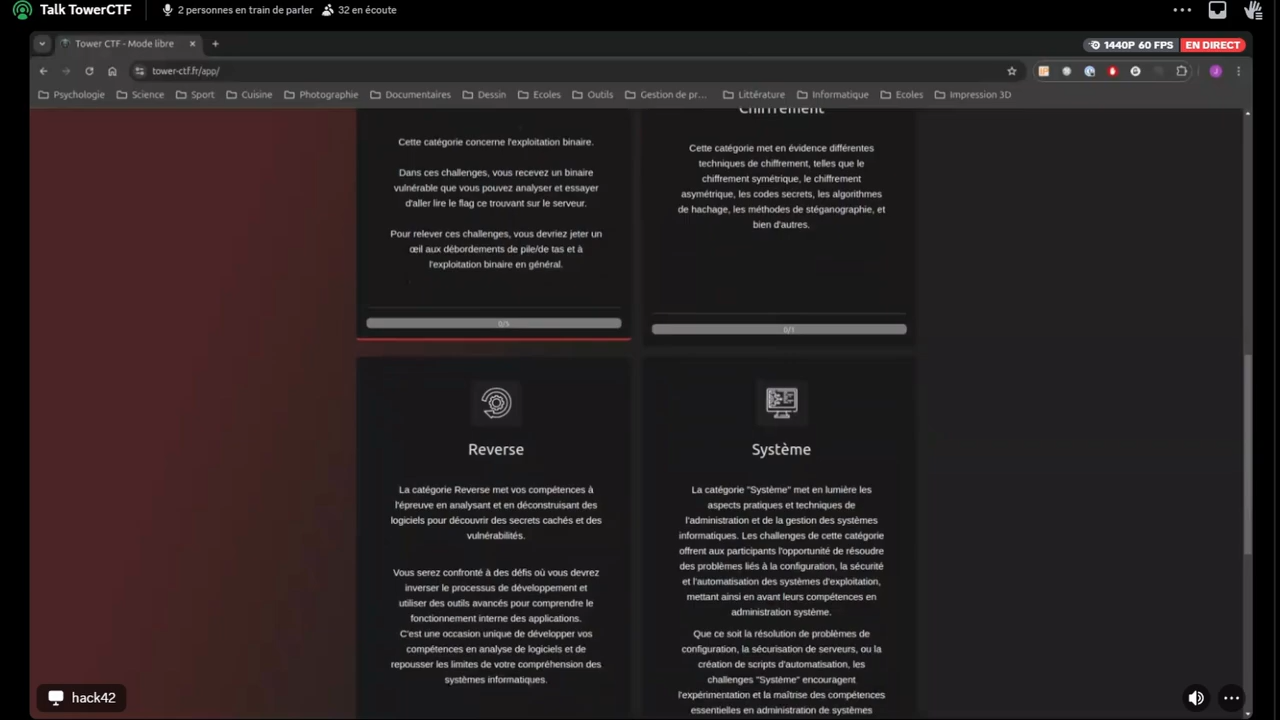 Talk TowerCTF
2 personnes en train de parler
32 en écoute
Tower CTF - Mode libre
1440P 60 FPS
EN DIRECT
tower-ctf.fr/app/
J
Psychologie
Science
Sport
Cuisine
Photographie
Documentaires
Dessin
Ecoles
Outils
Gestion de pr…
Littérature
Informatique
Ecoles
Impression 3D
Cette catégorie concerne l'exploitation binaire.
Dans ces challenges, vous recevez un binaire
vulnérable que vous pouvez analyser et essayer
d'aller lire le flag ce trouvant sur le serveur.
Pour relever ces challenges, vous devriez jeter un
œil aux débordements de pile/de tas et à
l'exploitation binaire en général.
0/5
Chiffrement
Cette catégorie met en évidence différentes
techniques de chiffrement, telles que le
chiffrement symétrique, le chiffrement
asymétrique, les codes secrets, les algorithmes
de hachage, les méthodes de stéganographie, et
bien d'autres.
0/1
Reverse
La catégorie Reverse met vos compétences à
l'épreuve en analysant et en déconstruisant des
logiciels pour découvrir des secrets cachés et des
vulnérabilités.
Vous serez confronté à des défis où vous devrez
inverser le processus de développement et
utiliser des outils avancés pour comprendre le
fonctionnement interne des applications.
C'est une occasion unique de développer vos
compétences en analyse de logiciels et de
repousser les limites de votre compréhension des
systèmes informatiques.
Système
La catégorie "Système" met en lumière les
aspects pratiques et techniques de
l'administration et de la gestion des systèmes
informatiques. Les challenges de cette catégorie
offrent aux participants l'opportunité de résoudre
des problèmes liés à la configuration, la sécurité
et l'automatisation des systèmes d'exploitation,
mettant ainsi en avant leurs compétences en
administration système.
Que ce soit la résolution de problèmes de
configuration, la sécurisation de serveurs, ou la
création de scripts d'automatisation, les
challenges "Système" encouragent
l'expérimentation et la maîtrise des compétences
essentielles en administration de systèmes
hack42